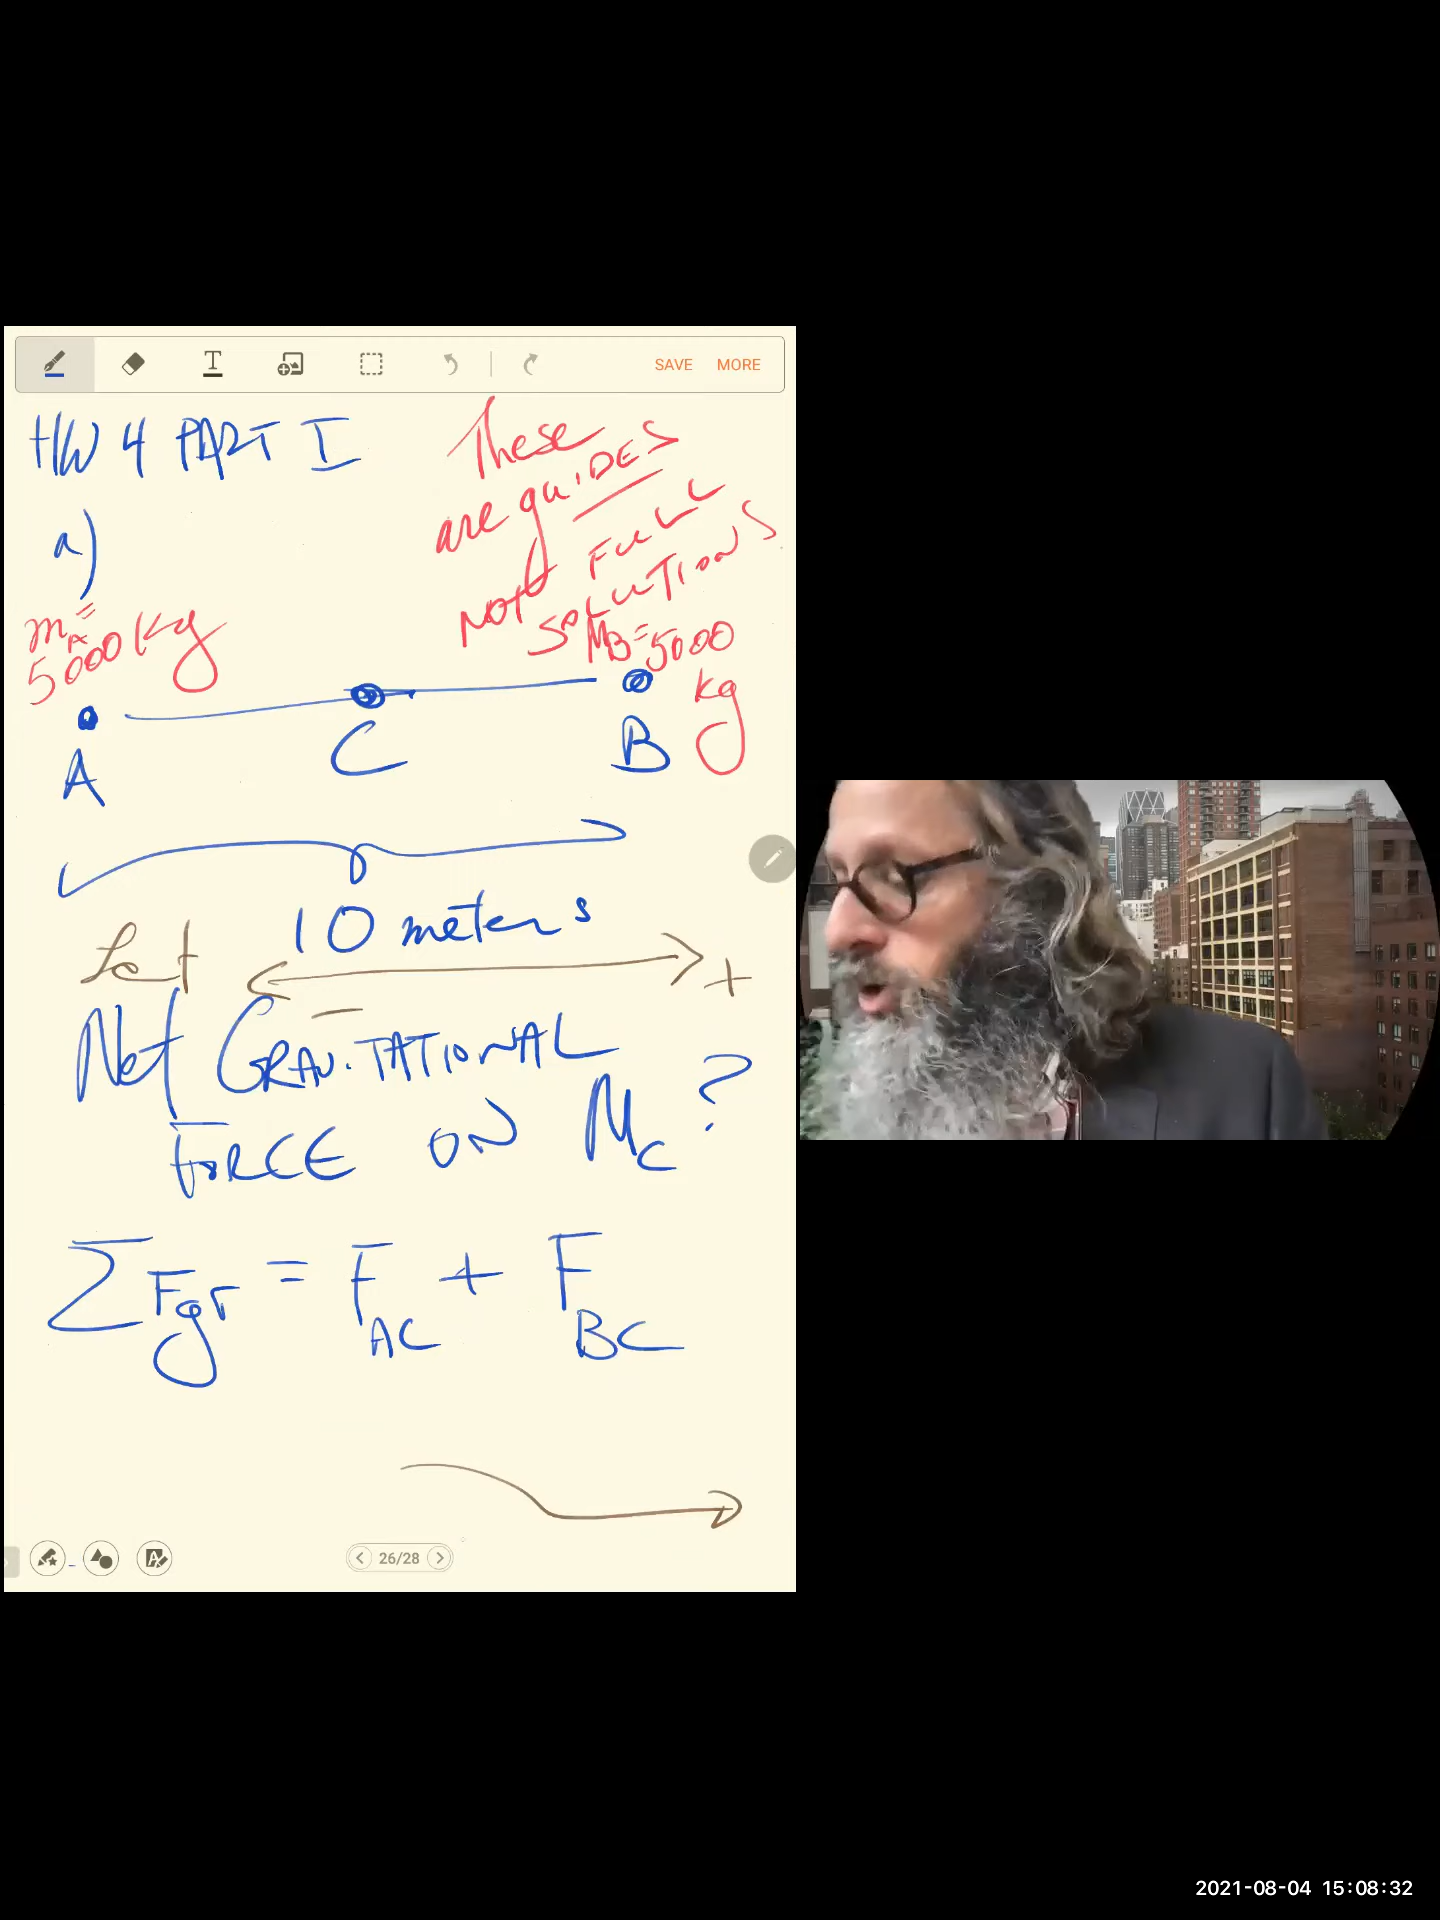 SAVE MORE
HW 4 PART I
These
are guIDES
Not FULL
SOLUTIONS
a)
mA =
5000 kg
MB = 5000
kg
A C B
10 meters
Let
+
−
Net GRAVITATIONAL
FORCE ON MC ?
ΣFgr = FAC + FBC
26/28
2021-08-04 15:08:32